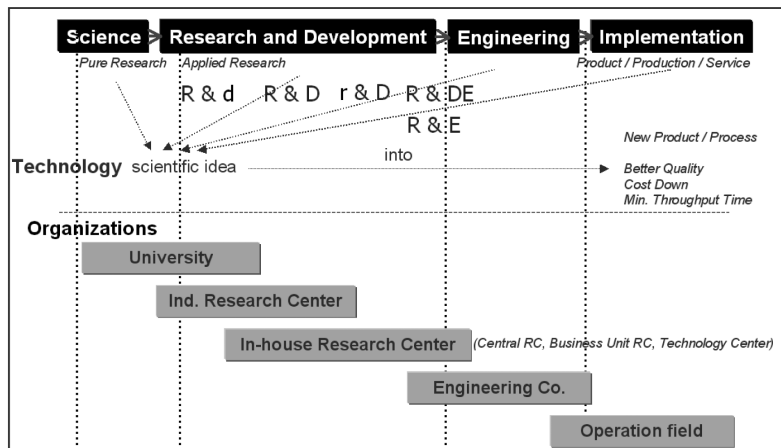 Science Research and Development Engineering Implementation
Pure Research Applied Research Product / Production / Service
R & d R & D r & D R & DE
R & E
New Product / Process
into
Technology scientific idea Better Quality
Cost Down
Min. Throughput Time
Organizations
University
Ind. Research Center
In-house Research Center (Central RC, Business Unit RC, Technology Center)
Engineering Co.
Operation field